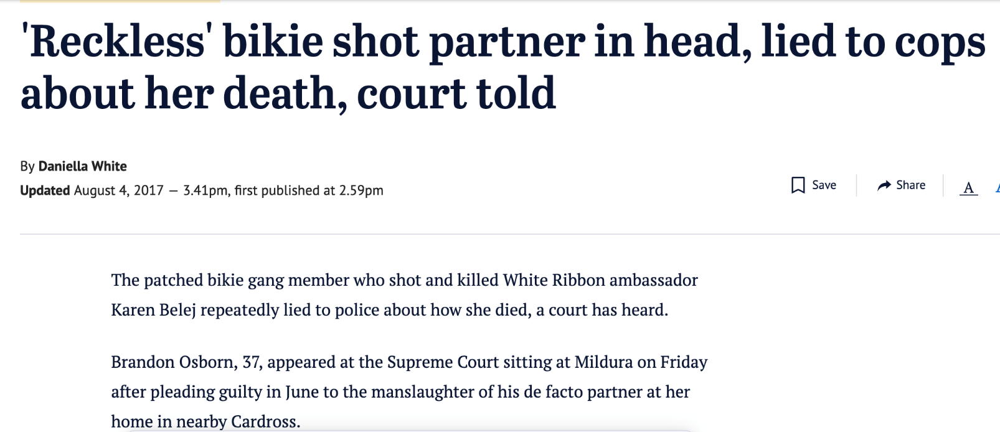 'Reckless' bikie shot partner in head, lied to cops
about her death, court told
By Daniella White
Updated August 4, 2017 — 3.41pm, first published at 2.59pm
Save
Share
A
The patched bikie gang member who shot and killed White Ribbon ambassador
Karen Belej repeatedly lied to police about how she died, a court has heard.
Brandon Osborn, 37, appeared at the Supreme Court sitting at Mildura on Friday
after pleading guilty in June to the manslaughter of his de facto partner at her
home in nearby Cardross.